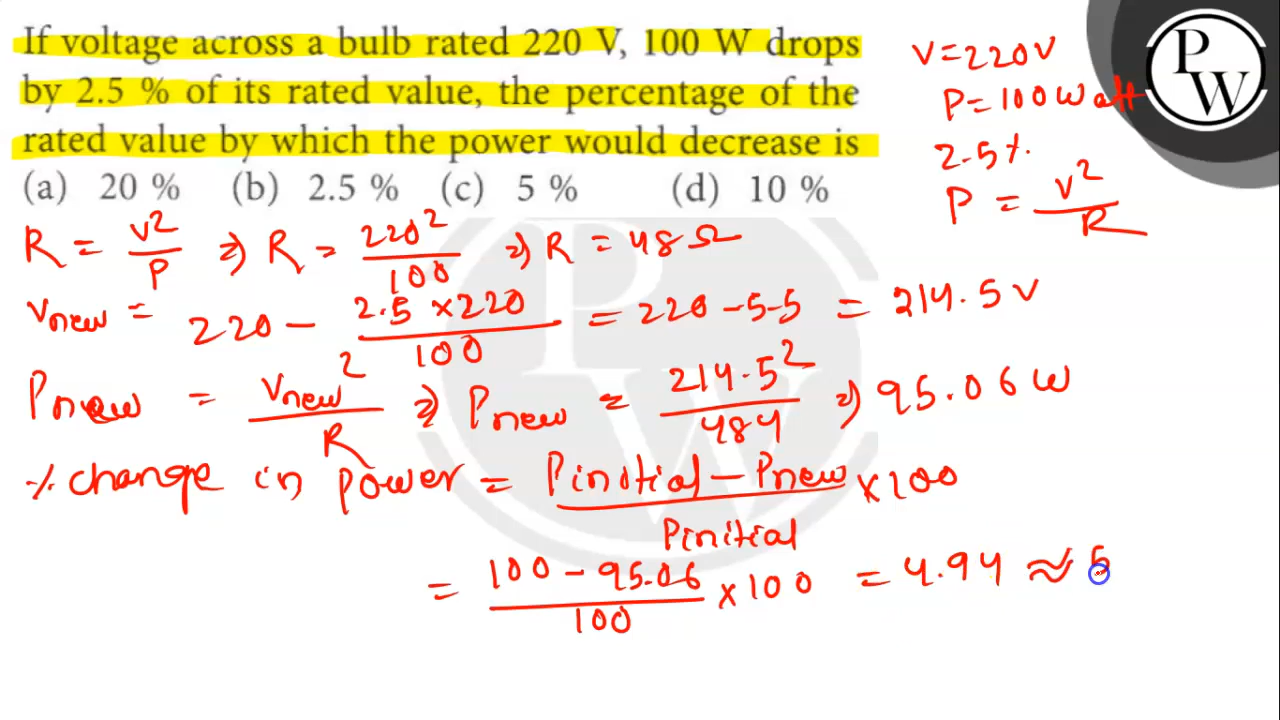 If voltage across a bulb rated 220 V, 100 W drops
by 2.5 % of its rated value, the percentage of the
rated value by which the power would decrease is
(a) 20 % (b) 2.5 % (c) 5 % (d) 10 %
V=220V
P=100Watt
2.5%.
P = V²/R
PW
R = V²/P ⇒ R = 220²/100 ⇒ R = 48Ω
Vnew = 220 - 2.5×220/100 = 220 - 5.5 = 214.5 V
Pnew = Vnew²/R ⇒ Pnew = 214.5²/484 ⇒ 95.06W
% change in power = Pinitial - Pnew/Pinitial × 100
= 100 - 95.06/100 × 100 = 4.94 ≈ 5